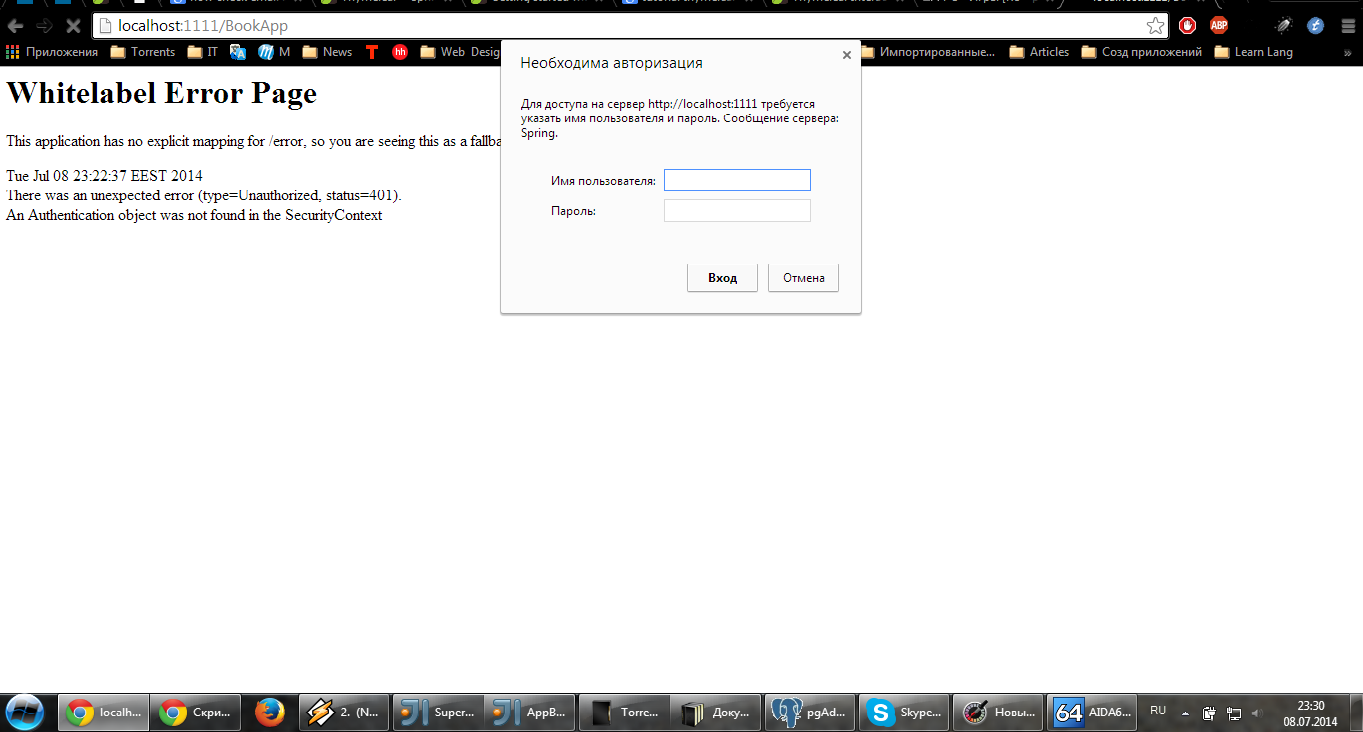 localhost:1111/BookApp
Приложения Torrents IT M News T hh Web Desig Импортированные... Articles Созд приложений Learn Lang »
Необходима авторизация
Для доступа на сервер http://localhost:1111 требуется
указать имя пользователя и пароль. Сообщение сервера:
Spring.
Имя пользователя:
Пароль:
Вход Отмена
Whitelabel Error Page
This application has no explicit mapping for /error, so you are seeing this as a fallba
Tue Jul 08 23:22:37 EEST 2014
There was an unexpected error (type=Unauthorized, status=401).
An Authentication object was not found in the SecurityContext
localh... Скри... 2. (N... Super... AppB... Torre... Доку... pgAd... Skype... Новы... 64 AIDA6... RU 23:30
08.07.2014